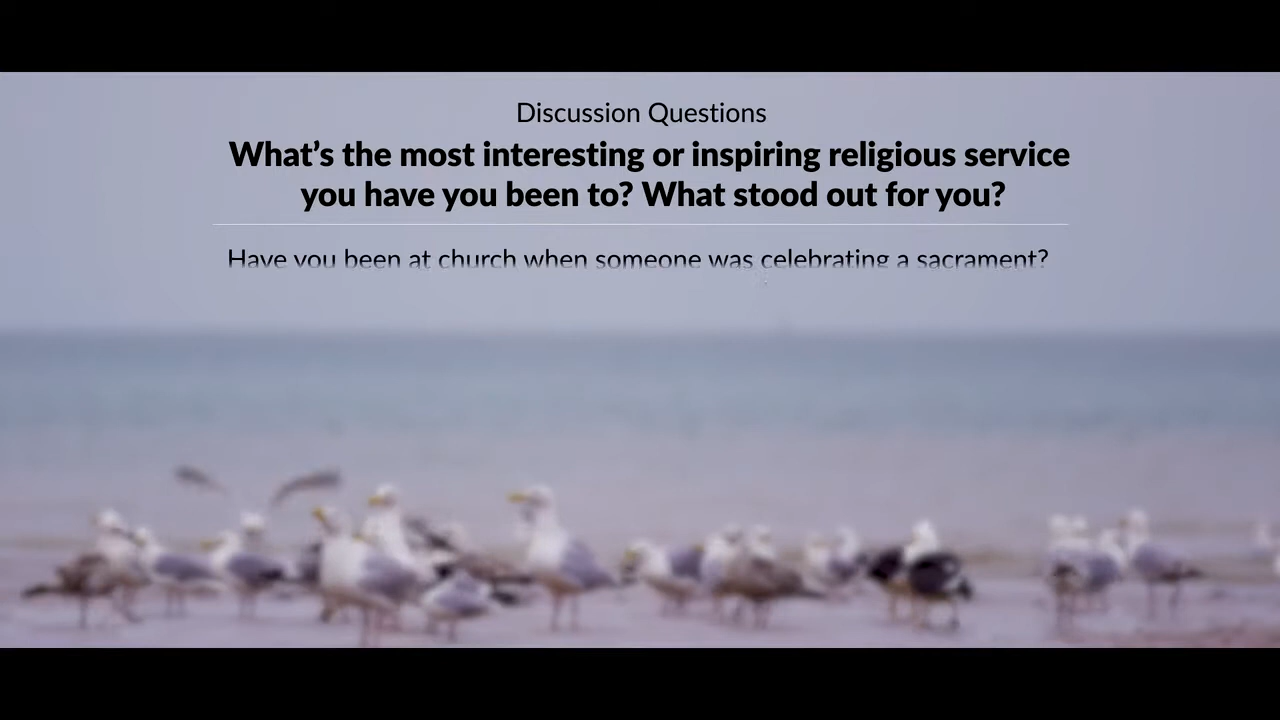 Discussion Questions
What’s the most interesting or inspiring religious service
you have you been to? What stood out for you?
Have you been at church when someone was celebrating a sacrament?